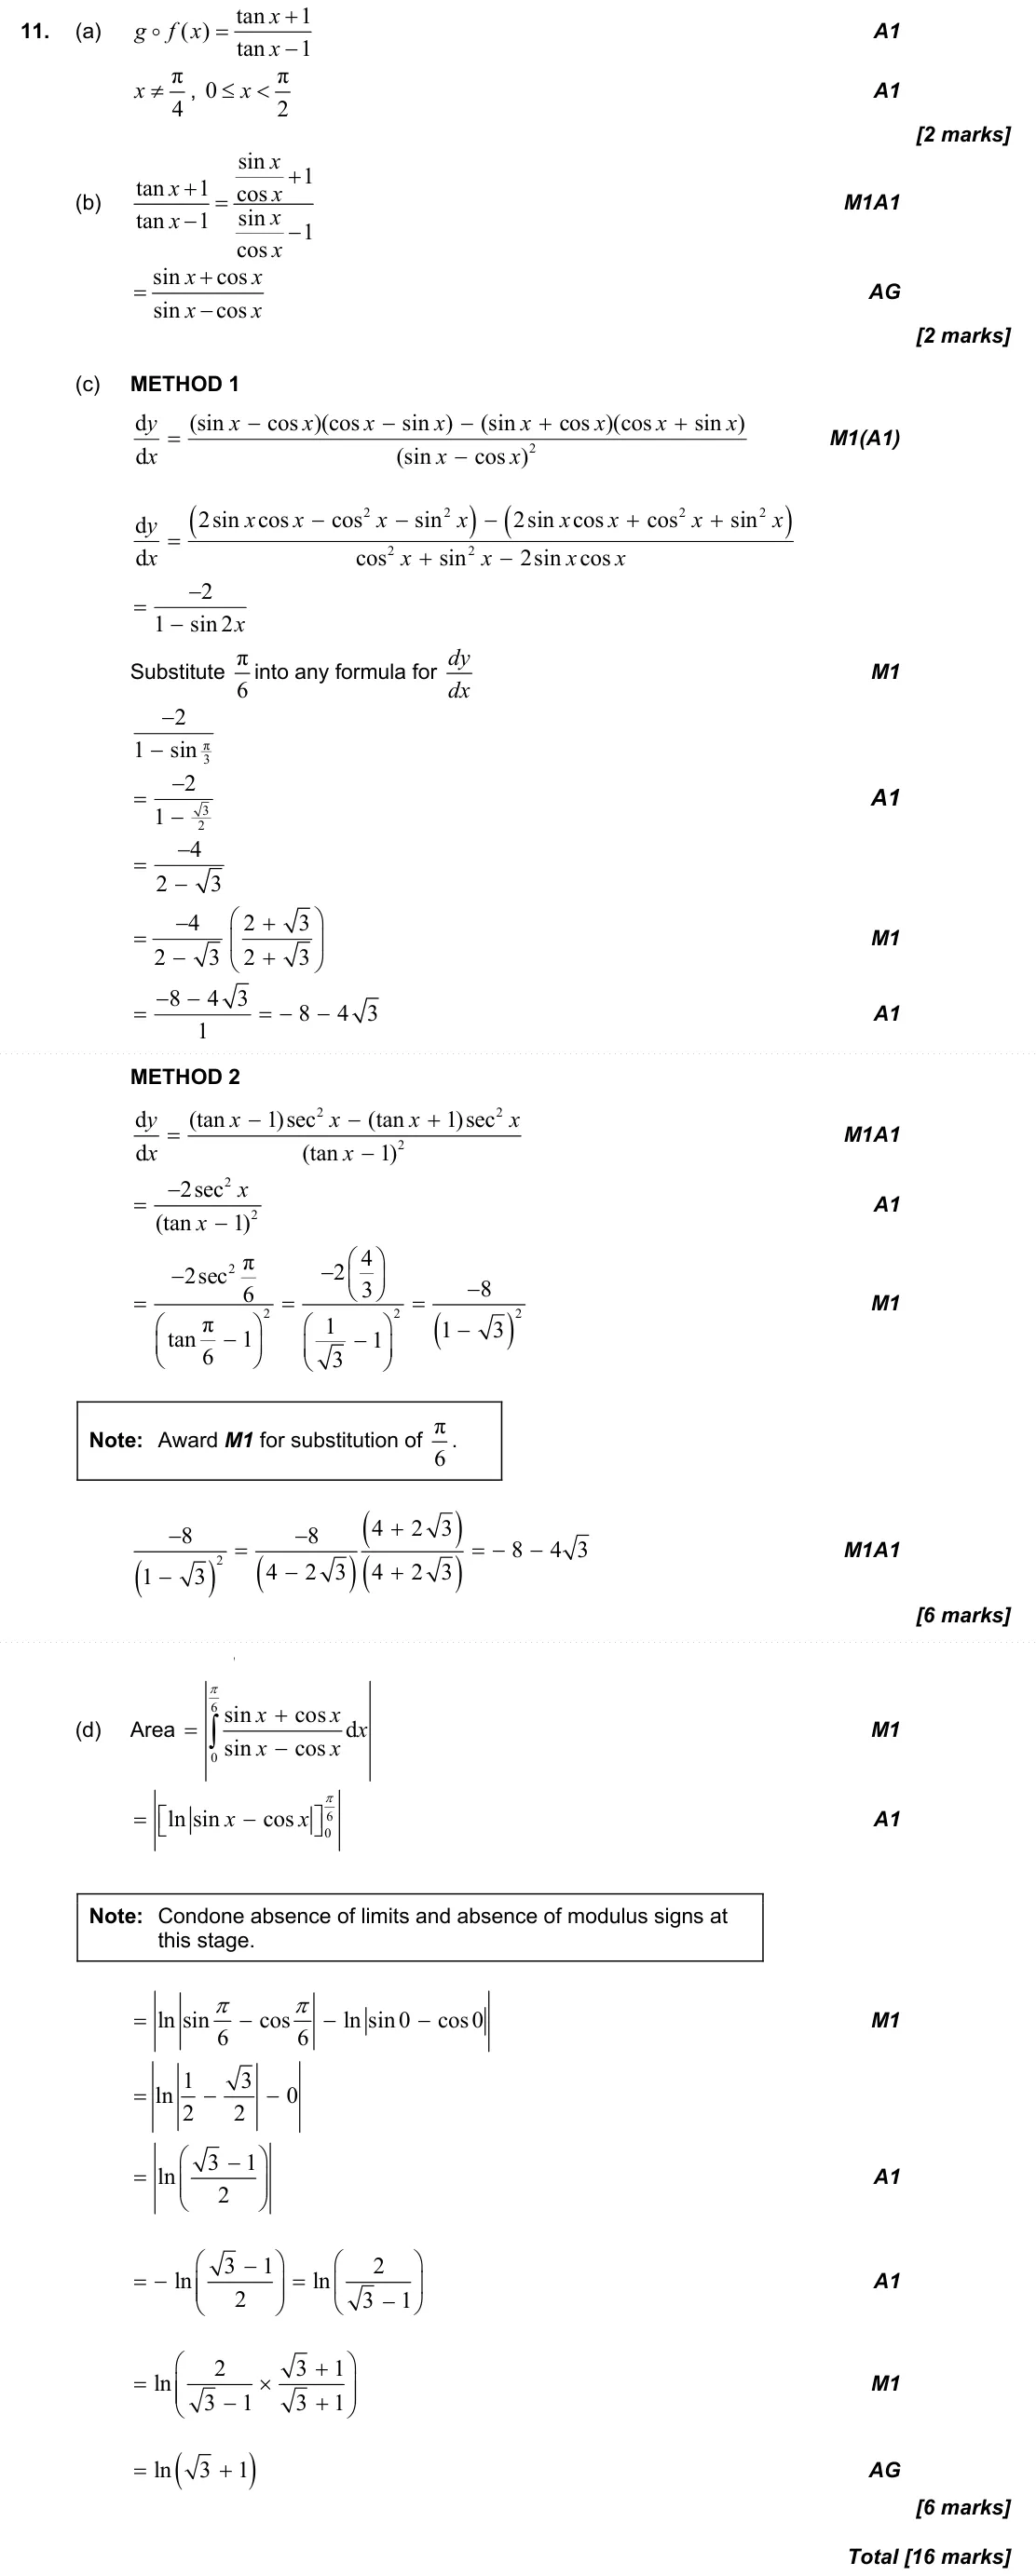 11. (a) g ∘ f(x) = (tan x + 1)/(tan x − 1) A1
x ≠ π/4, 0 ≤ x < π/2 A1
[2 marks]
(b) (tan x + 1)/(tan x − 1) = (sin x/cos x + 1)/(sin x/cos x − 1) M1A1
= (sin x + cos x)/(sin x − cos x) AG
[2 marks]
(c) METHOD 1
dy/dx = ((sin x − cos x)(cos x − sin x) − (sin x + cos x)(cos x + sin x))/(sin x − cos x)² M1(A1)
dy/dx = ((2sin x cos x − cos² x − sin² x) − (2sin x cos x + cos² x + sin² x))/(cos² x + sin² x − 2sin x cos x)
= −2/(1 − sin 2x)
Substitute π/6 into any formula for dy/dx M1
−2/(1 − sin π/3)
= −2/(1 − √3/2) A1
= −4/(2 − √3)
= −4/(2 − √3) ((2 + √3)/(2 + √3)) M1
= (−8 − 4√3)/1 = − 8 − 4√3 A1
METHOD 2
dy/dx = ((tan x − 1)sec² x − (tan x + 1)sec² x)/(tan x − 1)² M1A1
= −2sec² x/(tan x − 1)² A1
= −2sec² π/6/(tan π/6 − 1)² = −2(4/3)/(1/√3 − 1)² = −8/(1 − √3)² M1
Note: Award M1 for substitution of π/6.
−8/(1 − √3)² = −8/(4 − 2√3) (4 + 2√3)/(4 + 2√3) = − 8 − 4√3 M1A1
[6 marks]
(d) Area = |∫₀^(π/6) (sin x + cos x)/(sin x − cos x) dx| M1
= |[ln|sin x − cos x|]₀^(π/6)| A1
Note: Condone absence of limits and absence of modulus signs at
this stage.
= |ln|sin π/6 − cos π/6| − ln|sin 0 − cos 0|| M1
= |ln|1/2 − √3/2| − 0|
= |ln((√3 − 1)/2)| A1
= − ln((√3 − 1)/2) = ln(2/(√3 − 1)) A1
= ln(2/(√3 − 1) × (√3 + 1)/(√3 + 1)) M1
= ln(√3 + 1) AG
[6 marks]
Total [16 marks]